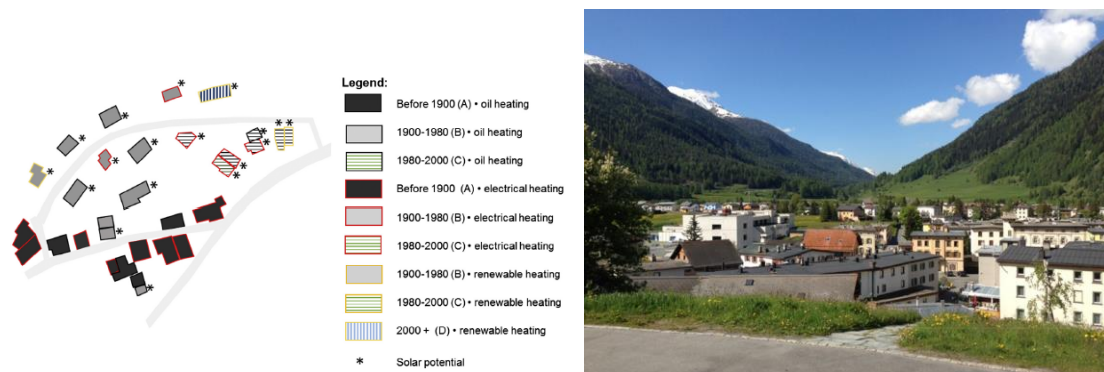 Legend:
Before 1900 (A) • oil heating
1900-1980 (B) • oil heating
1980-2000 (C) • oil heating
Before 1900 (A) • electrical heating
1900-1980 (B) • electrical heating
1980-2000 (C) • electrical heating
1900-1980 (B) • renewable heating
1980-2000 (C) • renewable heating
2000 + (D) • renewable heating
* Solar potential